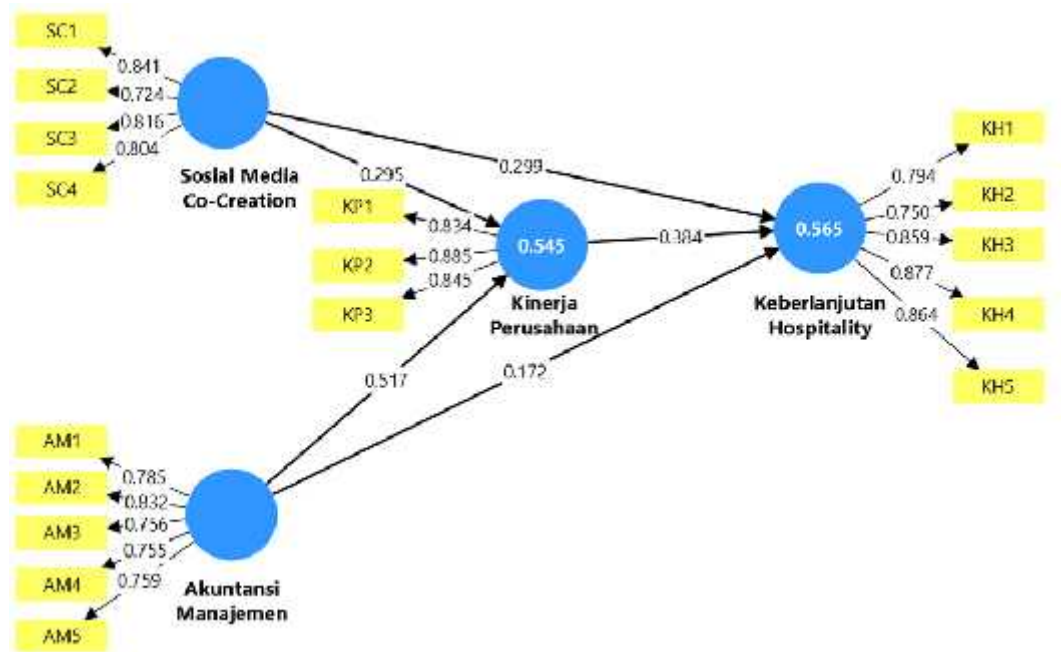 SC1
SC2
SC3
SC4
0.841
0.724
0.816
0.804
Sosial Media
Co-Creation
0.295
0.299
KP1
KP2
KP3
0.834
0.885
0.845
0.545
Kinerja
Perusahaan
0.384
0.565
Keberlanjutan
Hospitality
0.794
0.750
0.859
0.877
0.864
KH1
KH2
KH3
KH4
KH5
0.517
0.172
AM1
AM2
AM3
AM4
AM5
0.785
0.832
0.756
0.755
0.759
Akuntansi
Manajemen